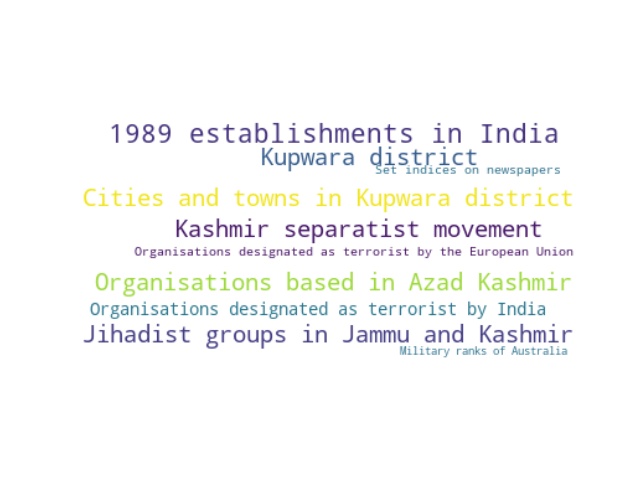 1989 establishments in India
Kupwara district
Set indices on newspapers
Cities and towns in Kupwara district
Kashmir separatist movement
Organisations designated as terrorist by the European Union
Organisations based in Azad Kashmir
Organisations designated as terrorist by India
Jihadist groups in Jammu and Kashmir
Military ranks of Australia